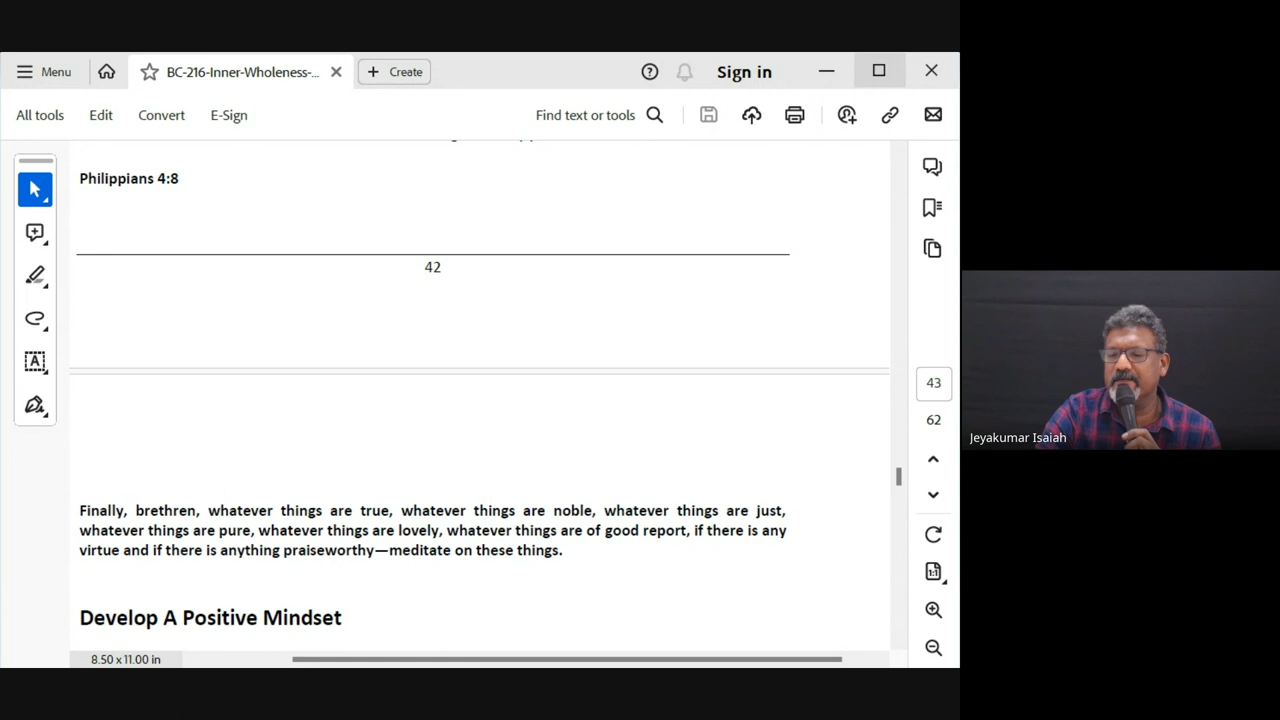 Menu
BC-216-Inner-Wholeness-...
Create
Sign in
All tools
Edit
Convert
E-Sign
Find text or tools
Philippians 4:8
42
43
62
Finally, brethren, whatever things are true, whatever things are noble, whatever things are just,
whatever things are pure, whatever things are lovely, whatever things are of good report, if there is any
virtue and if there is anything praiseworthy—meditate on these things.
Develop A Positive Mindset
8.50 x 11.00 in
Jeyakumar Isaiah